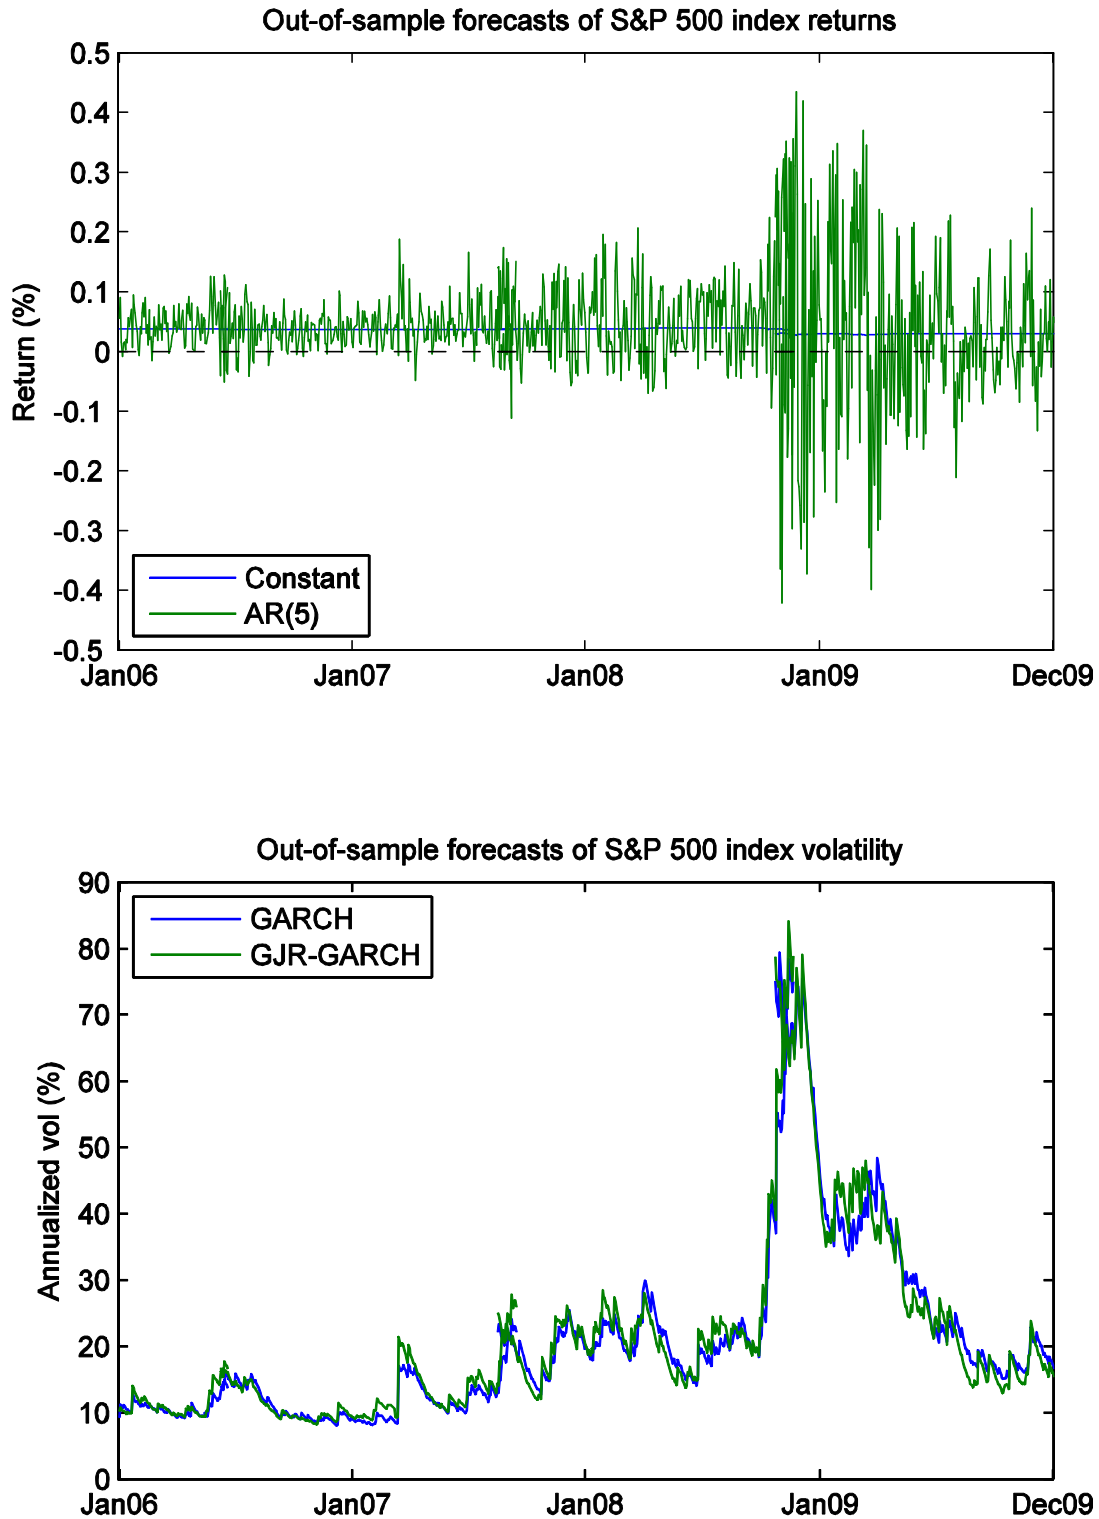 Out-of-sample forecasts of S&P 500 index returns
0.5
0.4
0.3
0.2
0.1
0
-0.1
-0.2
-0.3
-0.4
-0.5
Return (%)
Constant
AR(5)
Jan06 Jan07 Jan08 Jan09 Dec09
Out-of-sample forecasts of S&P 500 index volatility
90
80
70
60
50
40
30
20
10
0
Annualized vol (%)
GARCH
GJR-GARCH
Jan06 Jan07 Jan08 Jan09 Dec09